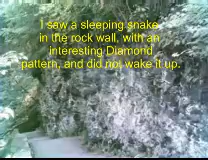 I saw a sleeping snake
in the rock wall, with an
interesting Diamond
pattern, and did not wake it up.